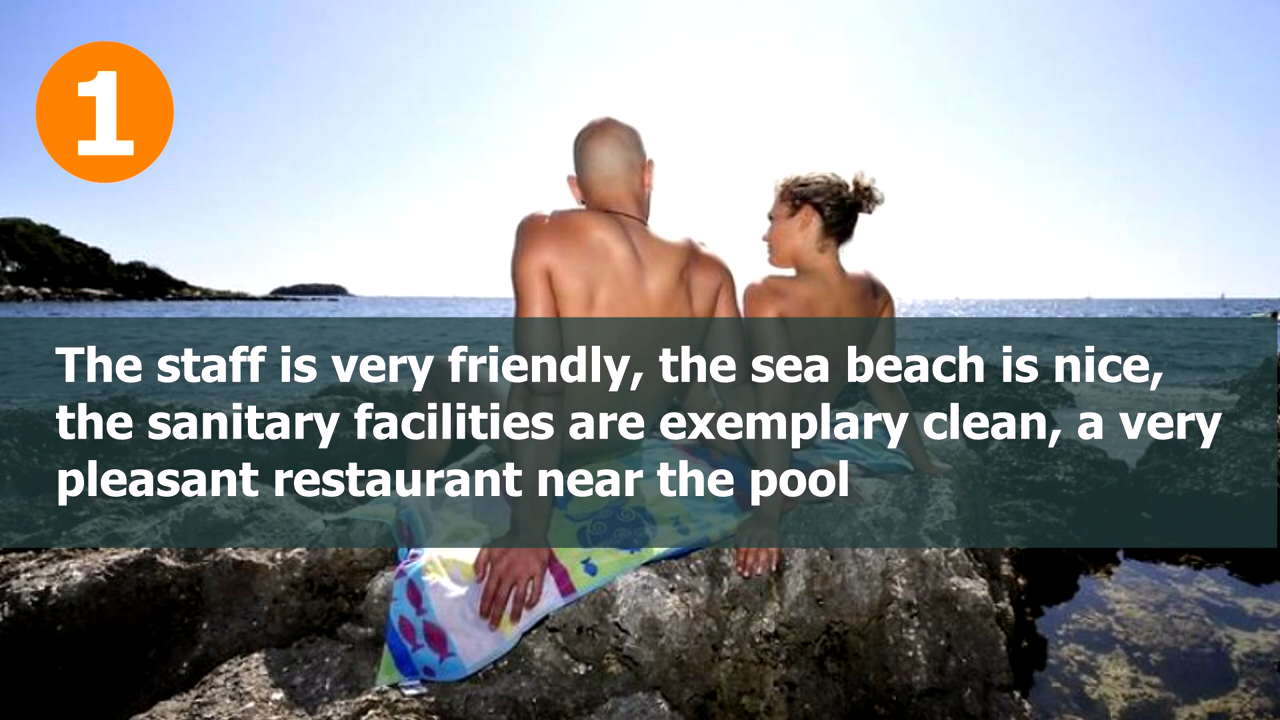 1
The staff is very friendly, the sea beach is nice,
the sanitary facilities are exemplary clean, a very
pleasant restaurant near the pool